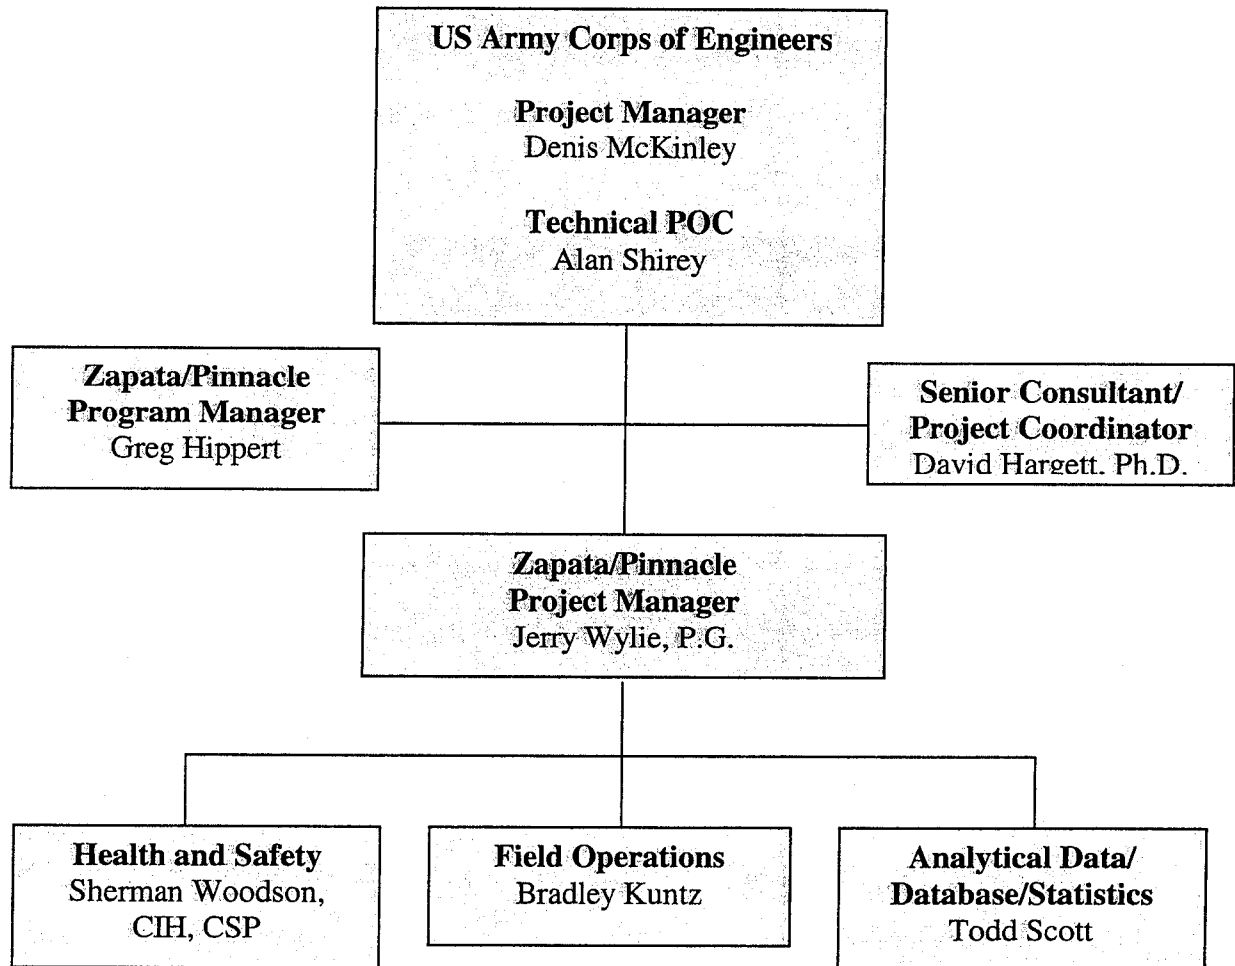 US Army Corps of Engineers
Project Manager
Denis McKinley
Technical POC
Alan Shirey
Zapata/Pinnacle
Program Manager
Greg Hippert
Senior Consultant/
Project Coordinator
David Hargett, Ph.D.
Zapata/Pinnacle
Project Manager
Jerry Wylie, P.G.
Health and Safety
Sherman Woodson,
CIH, CSP
Field Operations
Bradley Kuntz
Analytical Data/
Database/Statistics
Todd Scott